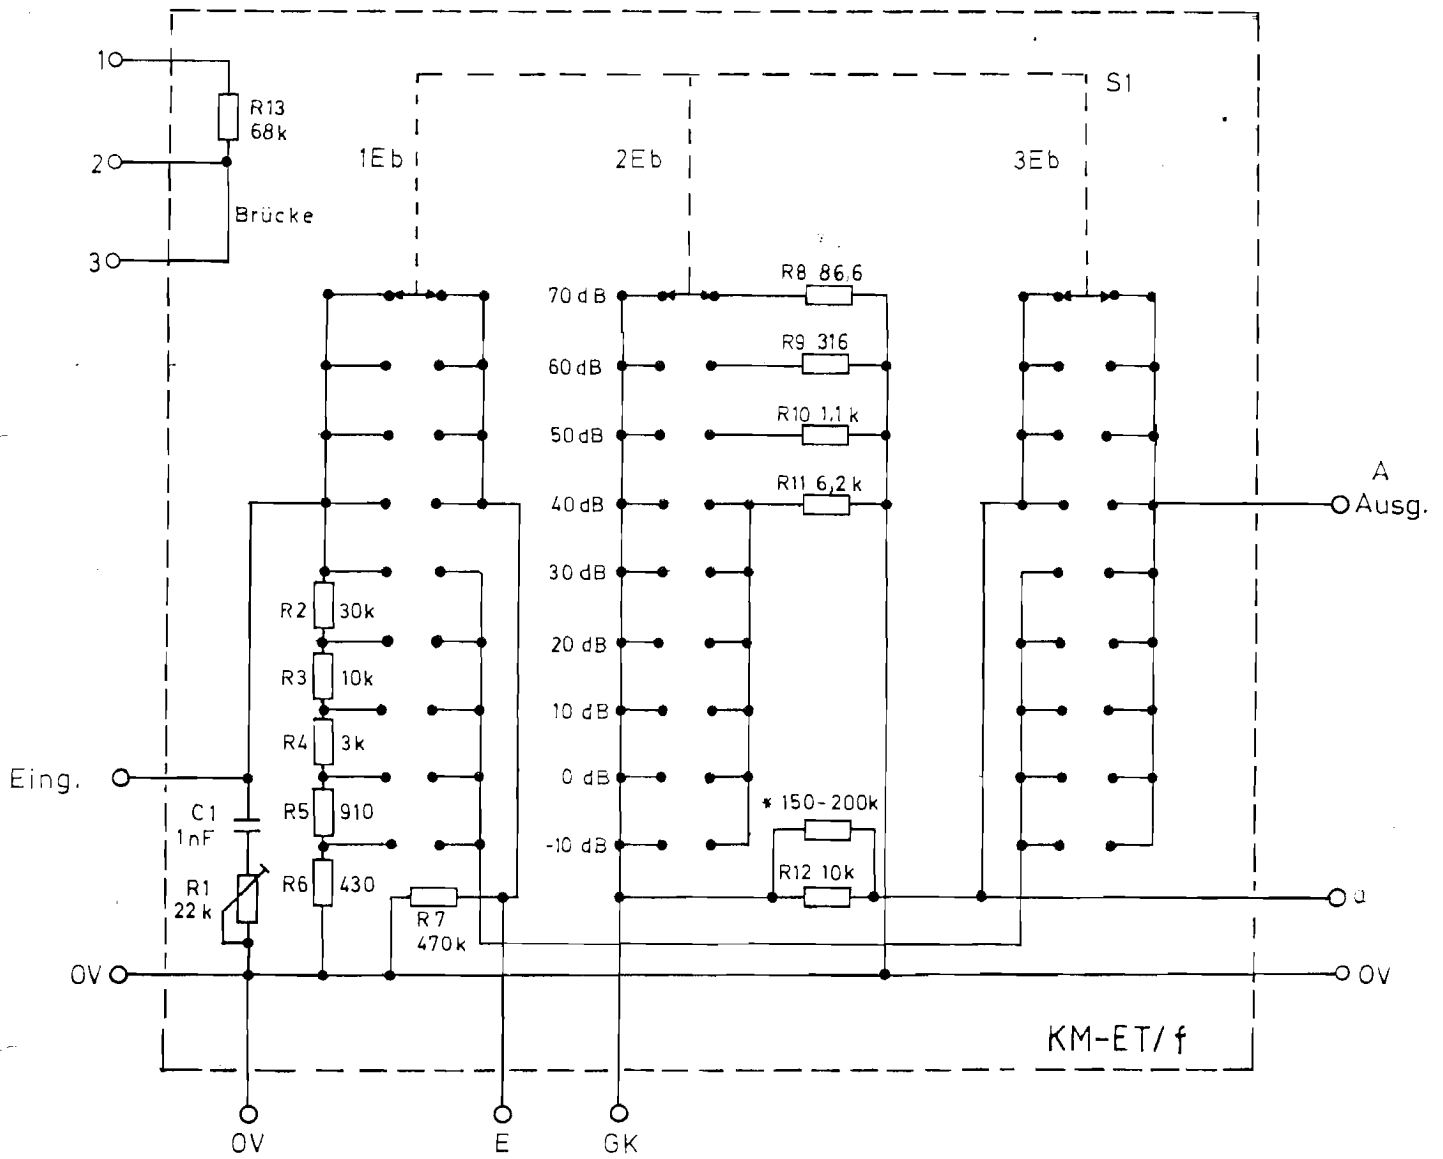 1
R13
68k
2
Brücke
3
S1
1Eb
2Eb
3Eb
70 dB
R8 86,6
60 dB
R9 316
50 dB
R10 1,1 k
40 dB
R11 6,2 k
A
Ausg.
30 dB
R2 30k
20 dB
R3 10k
10 dB
R4 3k
Eing.
0 dB
C1
1nF
R5 910
* 150-200k
-10 dB
R1
22 k
R6 430
R12 10k
a
R7
470k
0V
0V
KM-ET/f
0V
E
GK